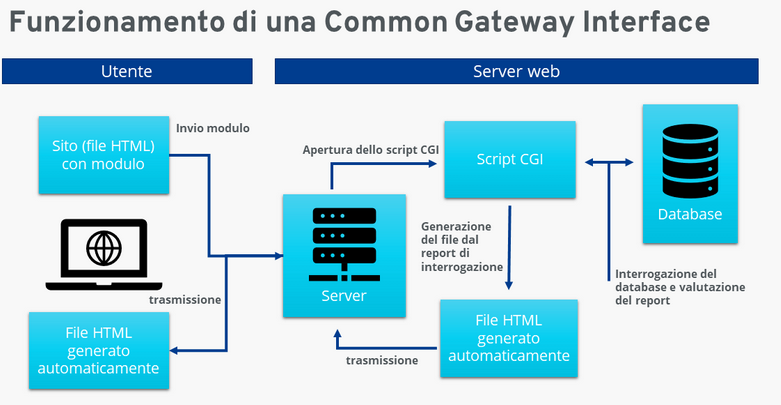 Funzionamento di una Common Gateway Interface
Utente
Server web
Sito (file HTML)
con modulo
Invio modulo
Apertura dello script CGI
Script CGI
Database
Server
Generazione
del file dal
report di
interrogazione
Interrogazione del
database e valutazione
del report
trasmissione
File HTML
generato
automaticamente
trasmissione
File HTML
generato
automaticamente